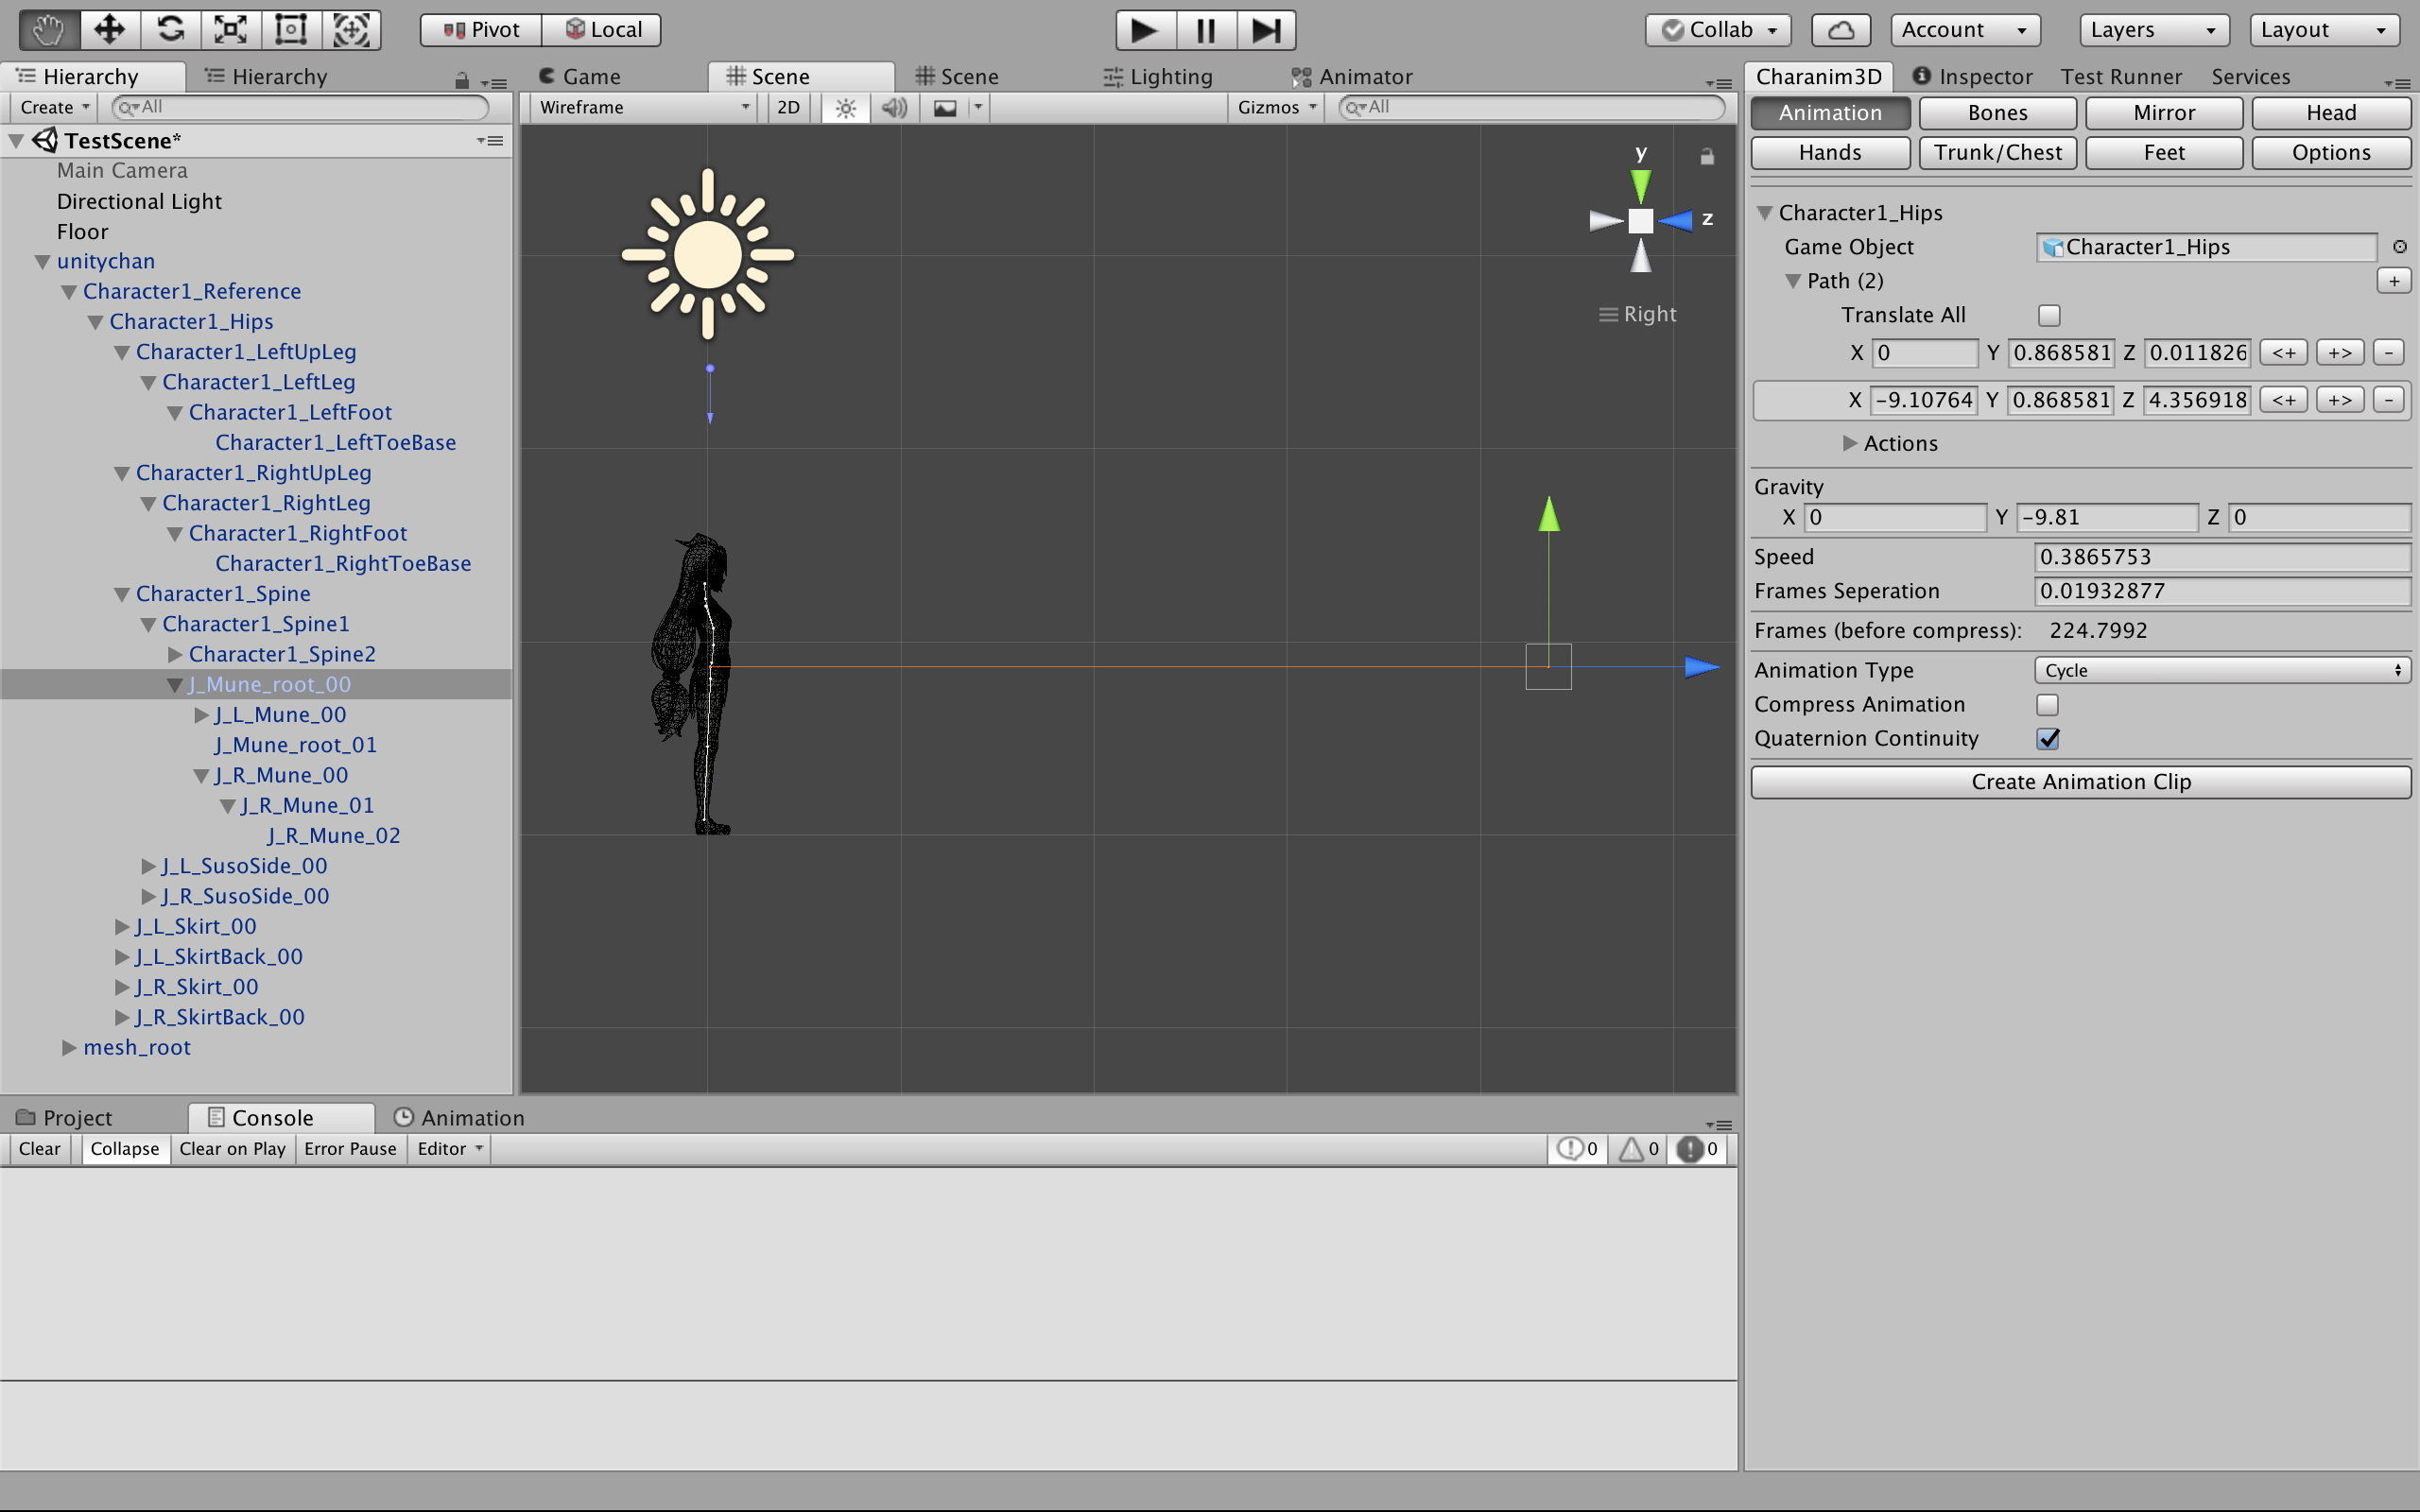 Pivot Local Collab Account Layers Layout
Hierarchy Hierarchy
Create All
TestScene*
Main Camera
Directional Light
Floor
unitychan
Character1_Reference
Character1_Hips
Character1_LeftUpLeg
Character1_LeftLeg
Character1_LeftFoot
Character1_LeftToeBase
Character1_RightUpLeg
Character1_RightLeg
Character1_RightFoot
Character1_RightToeBase
Character1_Spine
Character1_Spine1
Character1_Spine2
J_Mune_root_00
J_L_Mune_00
J_Mune_root_01
J_R_Mune_00
J_R_Mune_01
J_R_Mune_02
J_L_SusoSide_00
J_R_SusoSide_00
J_L_Skirt_00
J_L_SkirtBack_00
J_R_Skirt_00
J_R_SkirtBack_00
mesh_root
Game Scene Scene Lighting Animator
Wireframe 2D Gizmos All
y
z
Right
Charanim3D Inspector Test Runner Services
Animation Bones Mirror Head
Hands Trunk/Chest Feet Options
Character1_Hips
Game Object Character1_Hips
Path (2) +
Translate All
X 0 Y 0.868581 Z 0.011826 <+ +> -
X -9.10764 Y 0.868581 Z 4.356918 <+ +> -
Actions
Gravity
X 0 Y -9.81 Z 0
Speed 0.3865753
Frames Seperation 0.01932877
Frames (before compress): 224.7992
Animation Type Cycle
Compress Animation
Quaternion Continuity
Create Animation Clip
Project Console Animation
Clear Collapse Clear on Play Error Pause Editor 0 0 0